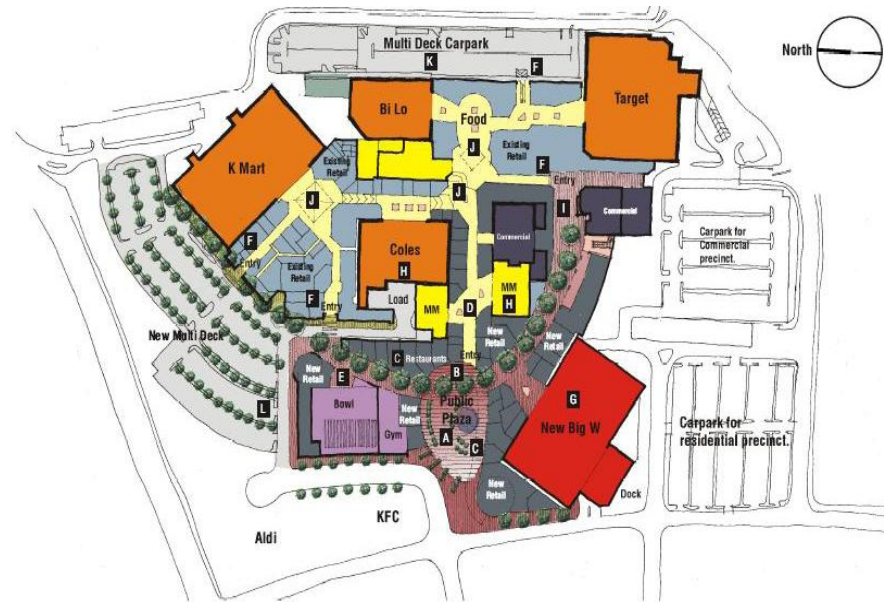 Multi Deck Carpark
K
F
North
Target
Bi Lo
Food
J
Existing
Retail
F
K Mart
Existing
Retail
J
J
Entry
I
Commercial
Commercial
Carpark for
Commercial
precinct.
F
Entry
Coles
H
Existing
Retail
F
Load
Entry
MM
MM
H
D
New Multi Deck
New
Retail
New
Retail
C
Restaurants
Entry
B
New
Retail
E
Bowl
Gym
New
Retail
Public
Plaza
A
C
L
G
New Big W
Carpark for
residential precinct.
New
Retail
Dock
KFC
Aldi